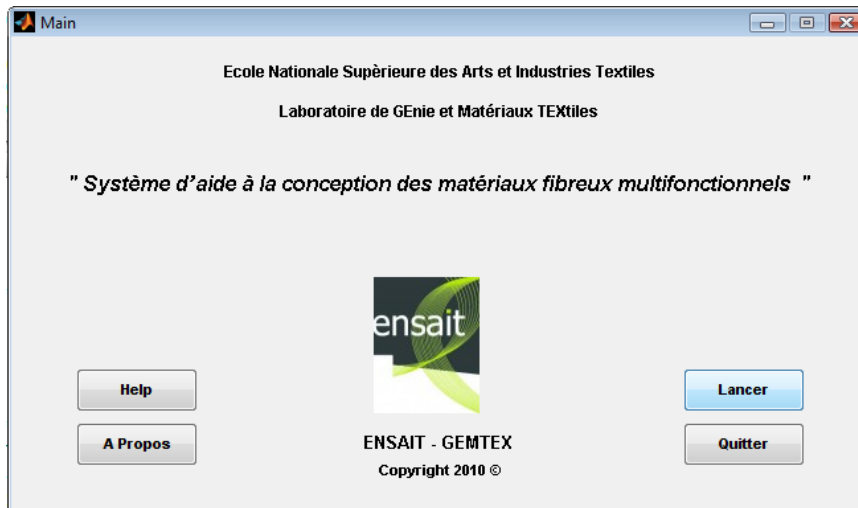 Main
Ecole Nationale Supèrieure des Arts et Industries Textiles
Laboratoire de GEnie et Matériaux TEXtiles
" Système d'aide à la conception des matériaux fibreux multifonctionnels "
ensait
Help
Lancer
A Propos
ENSAIT - GEMTEX
Quitter
Copyright 2010 ©